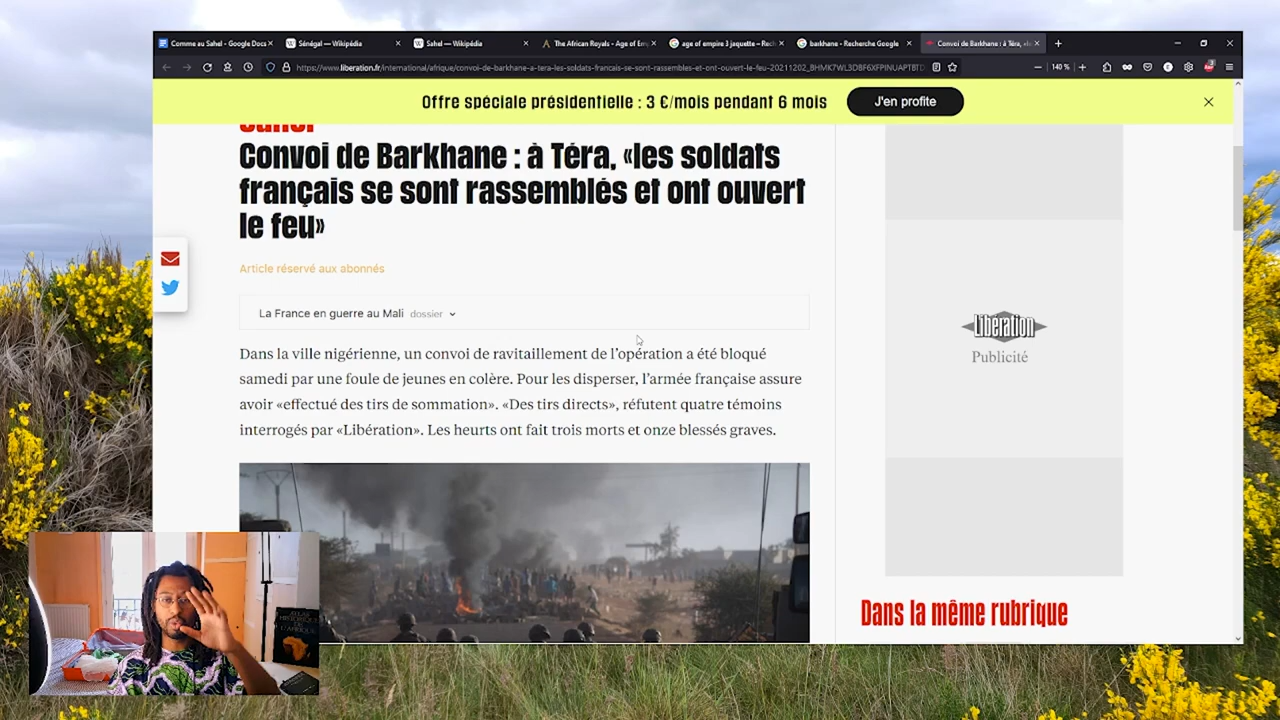 Comme au Sahel - Google Docs
Sénégal — Wikipédia
Sahel — Wikipédia
The African Royals - Age of Em
age of empire 3 jaquette – Rech
barkhane - Recherche Google
Convoi de Barkhane : à Téra, «les
https://www.liberation.fr/international/afrique/convoi-de-barkhane-a-tera-les-soldats-francais-se-sont-rassembles-et-ont-ouvert-le-feu-20211202_
140 %
Offre spéciale présidentielle : 3 €/mois pendant 6 mois
J'en profite
Sahel
Convoi de Barkhane : à Téra, «les soldats
français se sont rassemblés et ont ouvert
le feu»
Article réservé aux abonnés
La France en guerre au Mali dossier
Dans la ville nigérienne, un convoi de ravitaillement de l'opération a été bloqué
samedi par une foule de jeunes en colère. Pour les disperser, l'armée française assure
avoir «effectué des tirs de sommation». «Des tirs directs», réfutent quatre témoins
interrogés par «Libération». Les heurts ont fait trois morts et onze blessés graves.
Libération
Publicité
Dans la même rubrique
ATLAS
HISTORIQUE
DE L'AFRIQUE